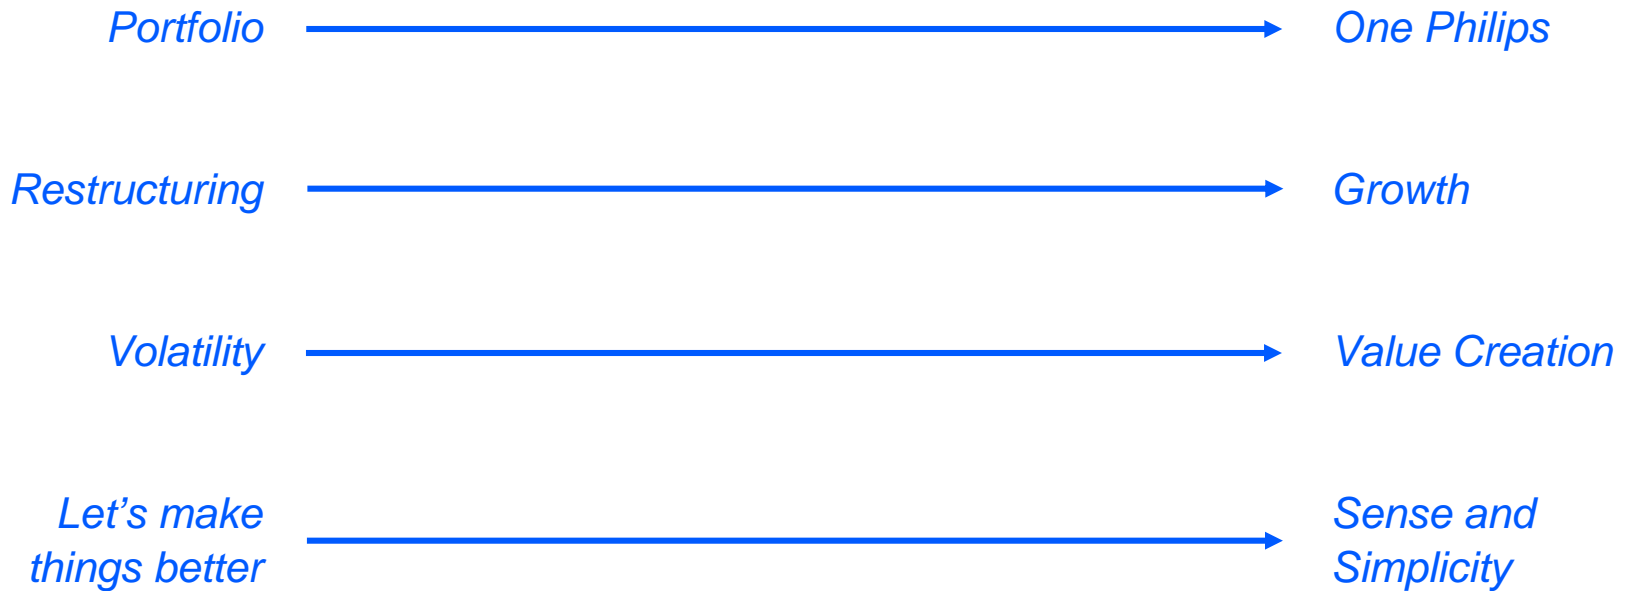 Portfolio
One Philips
Restructuring
Growth
Volatility
Value Creation
Let’s make
things better
Sense and
Simplicity